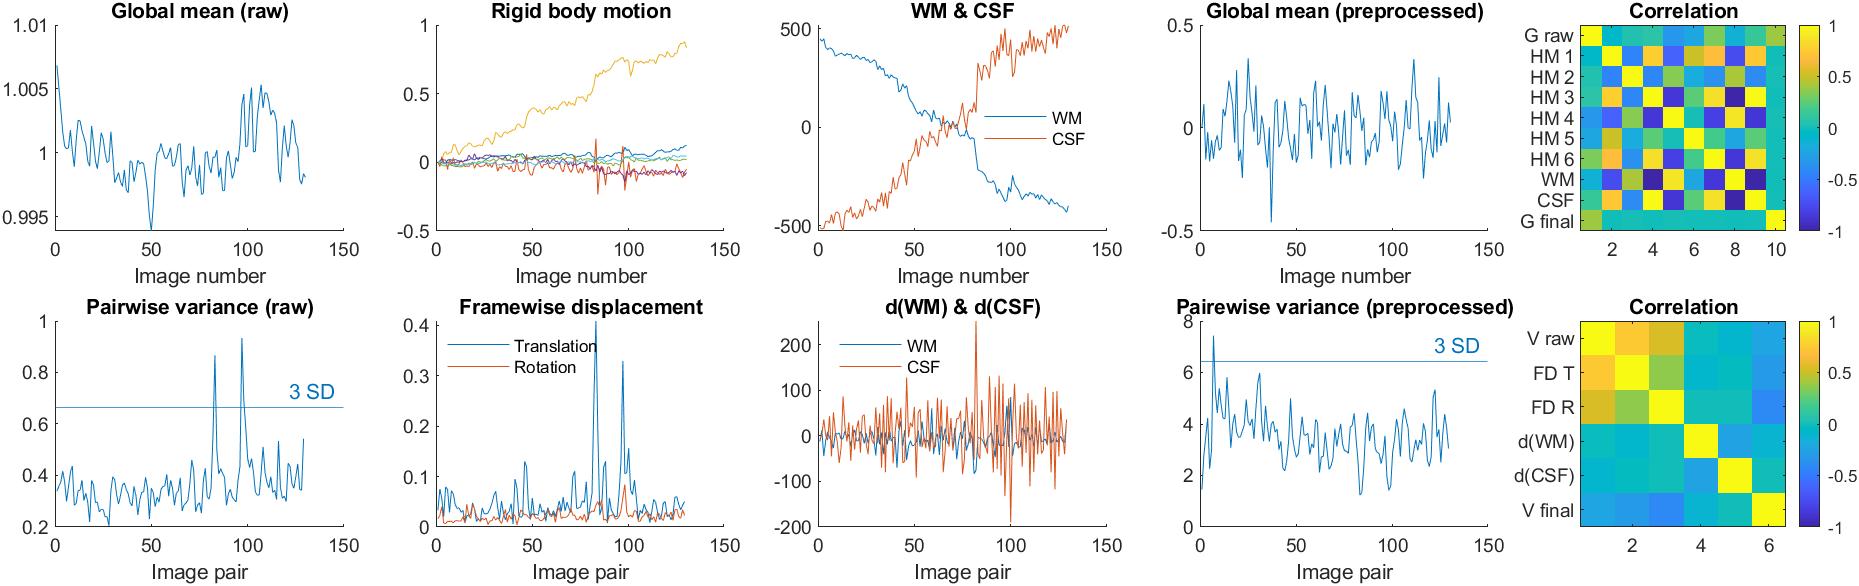 Global mean (raw)
1.01
1.005
1
0.995
0
50
100
150
Image number
Rigid body motion
1
0.5
0
-0.5
0
50
100
150
Image number
WM & CSF
500
0
-500
WM
CSF
0
50
100
150
Image number
Global mean (preprocessed)
0.5
0
-0.5
0
50
100
150
Image number
Correlation
G raw
HM 1
HM 2
HM 3
HM 4
HM 5
HM 6
WM
CSF
G final
2
4
6
8
10
1
0.5
0
-0.5
-1
Pairwise variance (raw)
1
0.8
0.6
0.4
0.2
3 SD
0
50
100
150
Image pair
Framewise displacement
0.4
0.3
0.2
0.1
0
Translation
Rotation
0
50
100
150
Image pair
d(WM) & d(CSF)
200
100
0
-100
-200
WM
CSF
0
50
100
150
Image pair
Pairewise variance (preprocessed)
8
6
4
2
0
3 SD
0
50
100
150
Image pair
Correlation
V raw
FD T
FD R
d(WM)
d(CSF)
V final
2
4
6
1
0.5
0
-0.5
-1